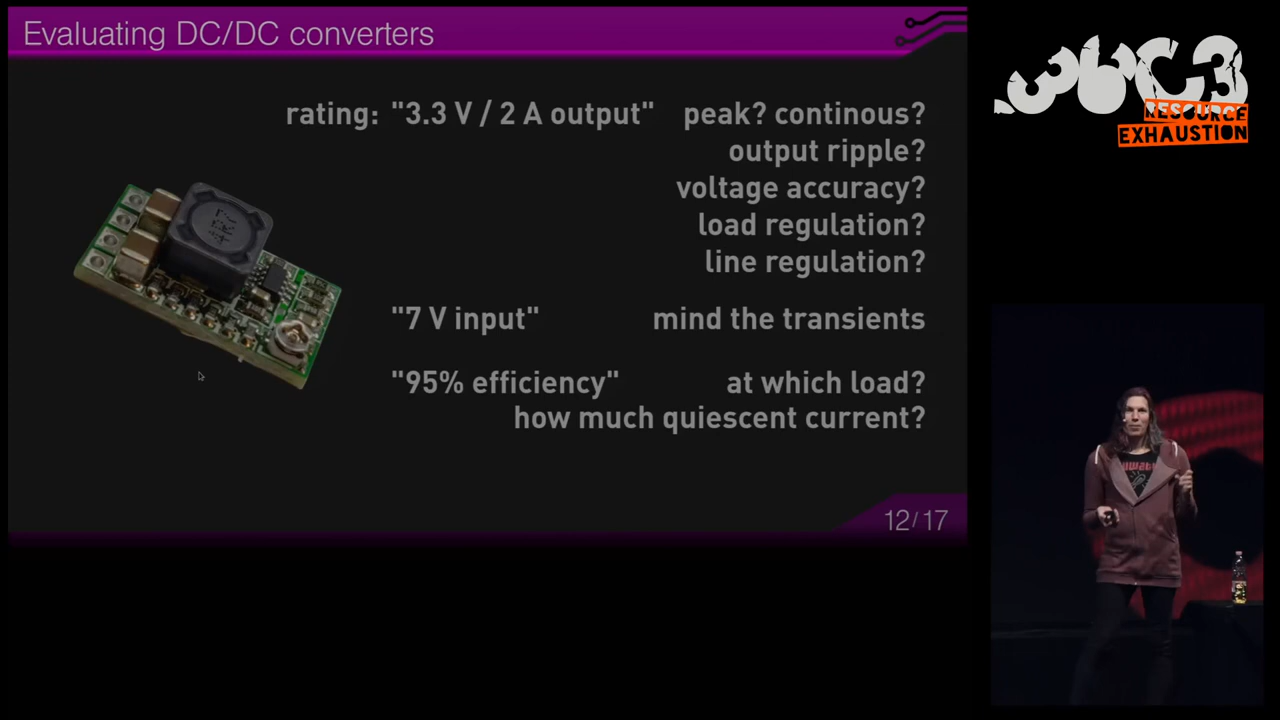 Evaluating DC/DC converters
rating: "3.3 V / 2 A output" peak? continous?
output ripple?
voltage accuracy?
load regulation?
line regulation?
"7 V input" mind the transients
"95% efficiency" at which load?
how much quiescent current?
12/17
36C3
RESOURCE
EXHAUSTION